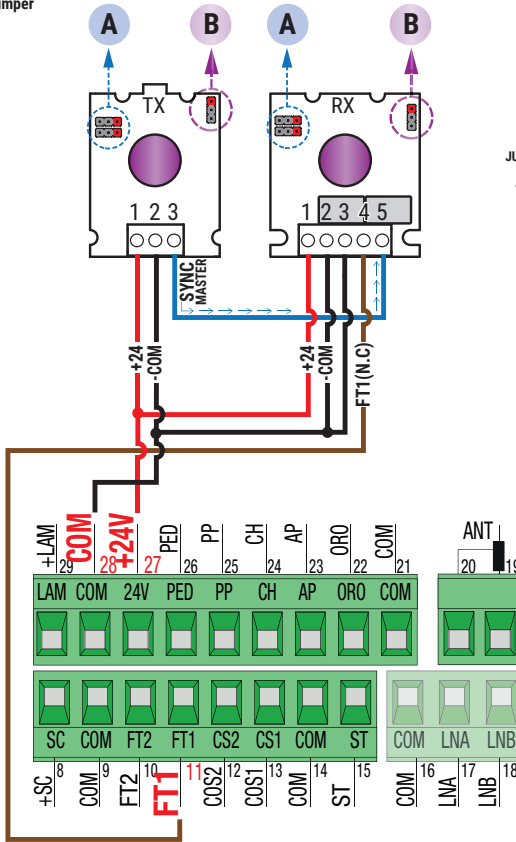 umper
A B A B
TX RX
1 2 3
1 2 3 4 5
SYNC
MASTER
+24
-COM
+24
-COM
FT1(N.C)
JU
+LAM 29
COM 28
+24V 27
PED 26
PP 25
CH 24
AP 23
ORO 22
COM 21
ANT
20
19
LAM COM 24V PED PP CH AP ORO COM
SC COM FT2 FT1 CS2 CS1 COM ST
COM LNA LNB
+SC 8
COM 9
FT2 10
FT1 11
COS2 12
COS1 13
COM 14
ST 15
COM 16
LNA 17
LNB 18